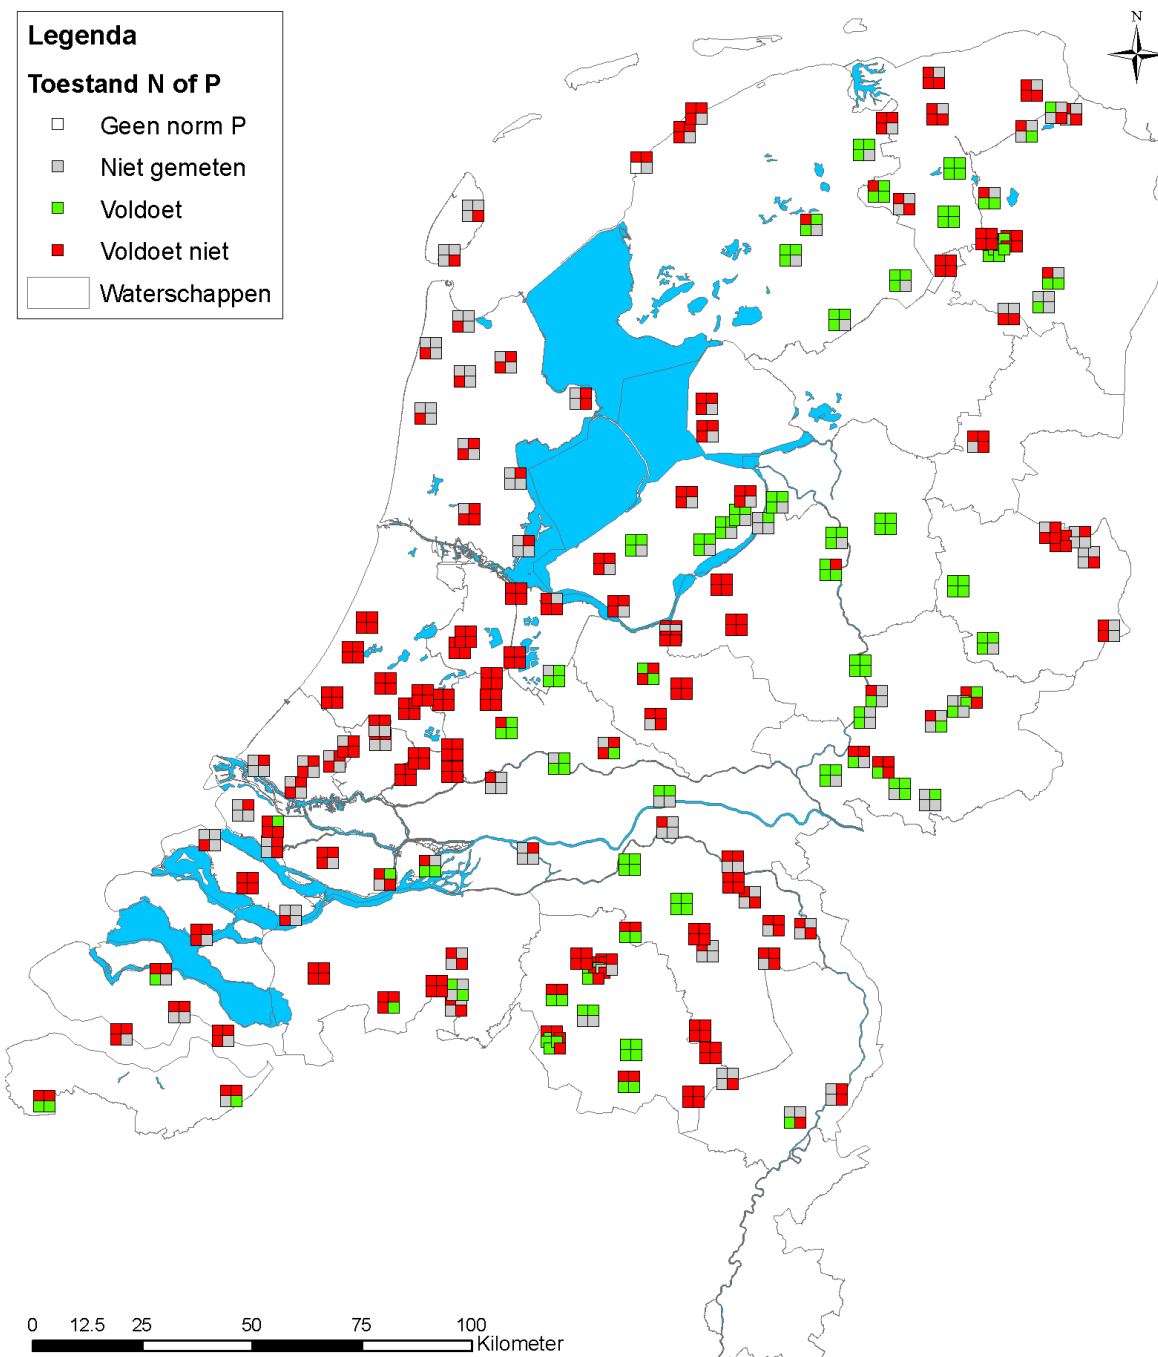 Legenda
Toestand N of P
Geen norm P
Niet gemeten
Voldoet
Voldoet niet
Waterschappen
N
0 12.5 25 50 75 100
Kilometer